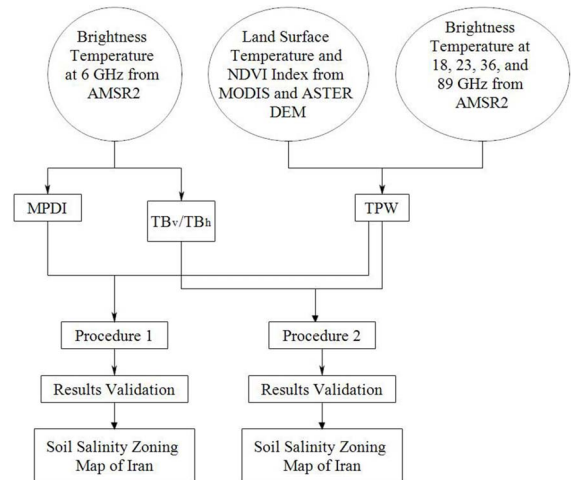 Brightness
Temperature
at 6 GHz from
AMSR2
Land Surface
Temperature and
NDVI Index from
MODIS and ASTER
DEM
Brightness
Temperature at
18, 23, 36, and
89 GHz from
AMSR2
MPDI
TBv/TBh
TPW
Procedure 1
Procedure 2
Results Validation
Results Validation
Soil Salinity Zoning
Map of Iran
Soil Salinity Zoning
Map of Iran